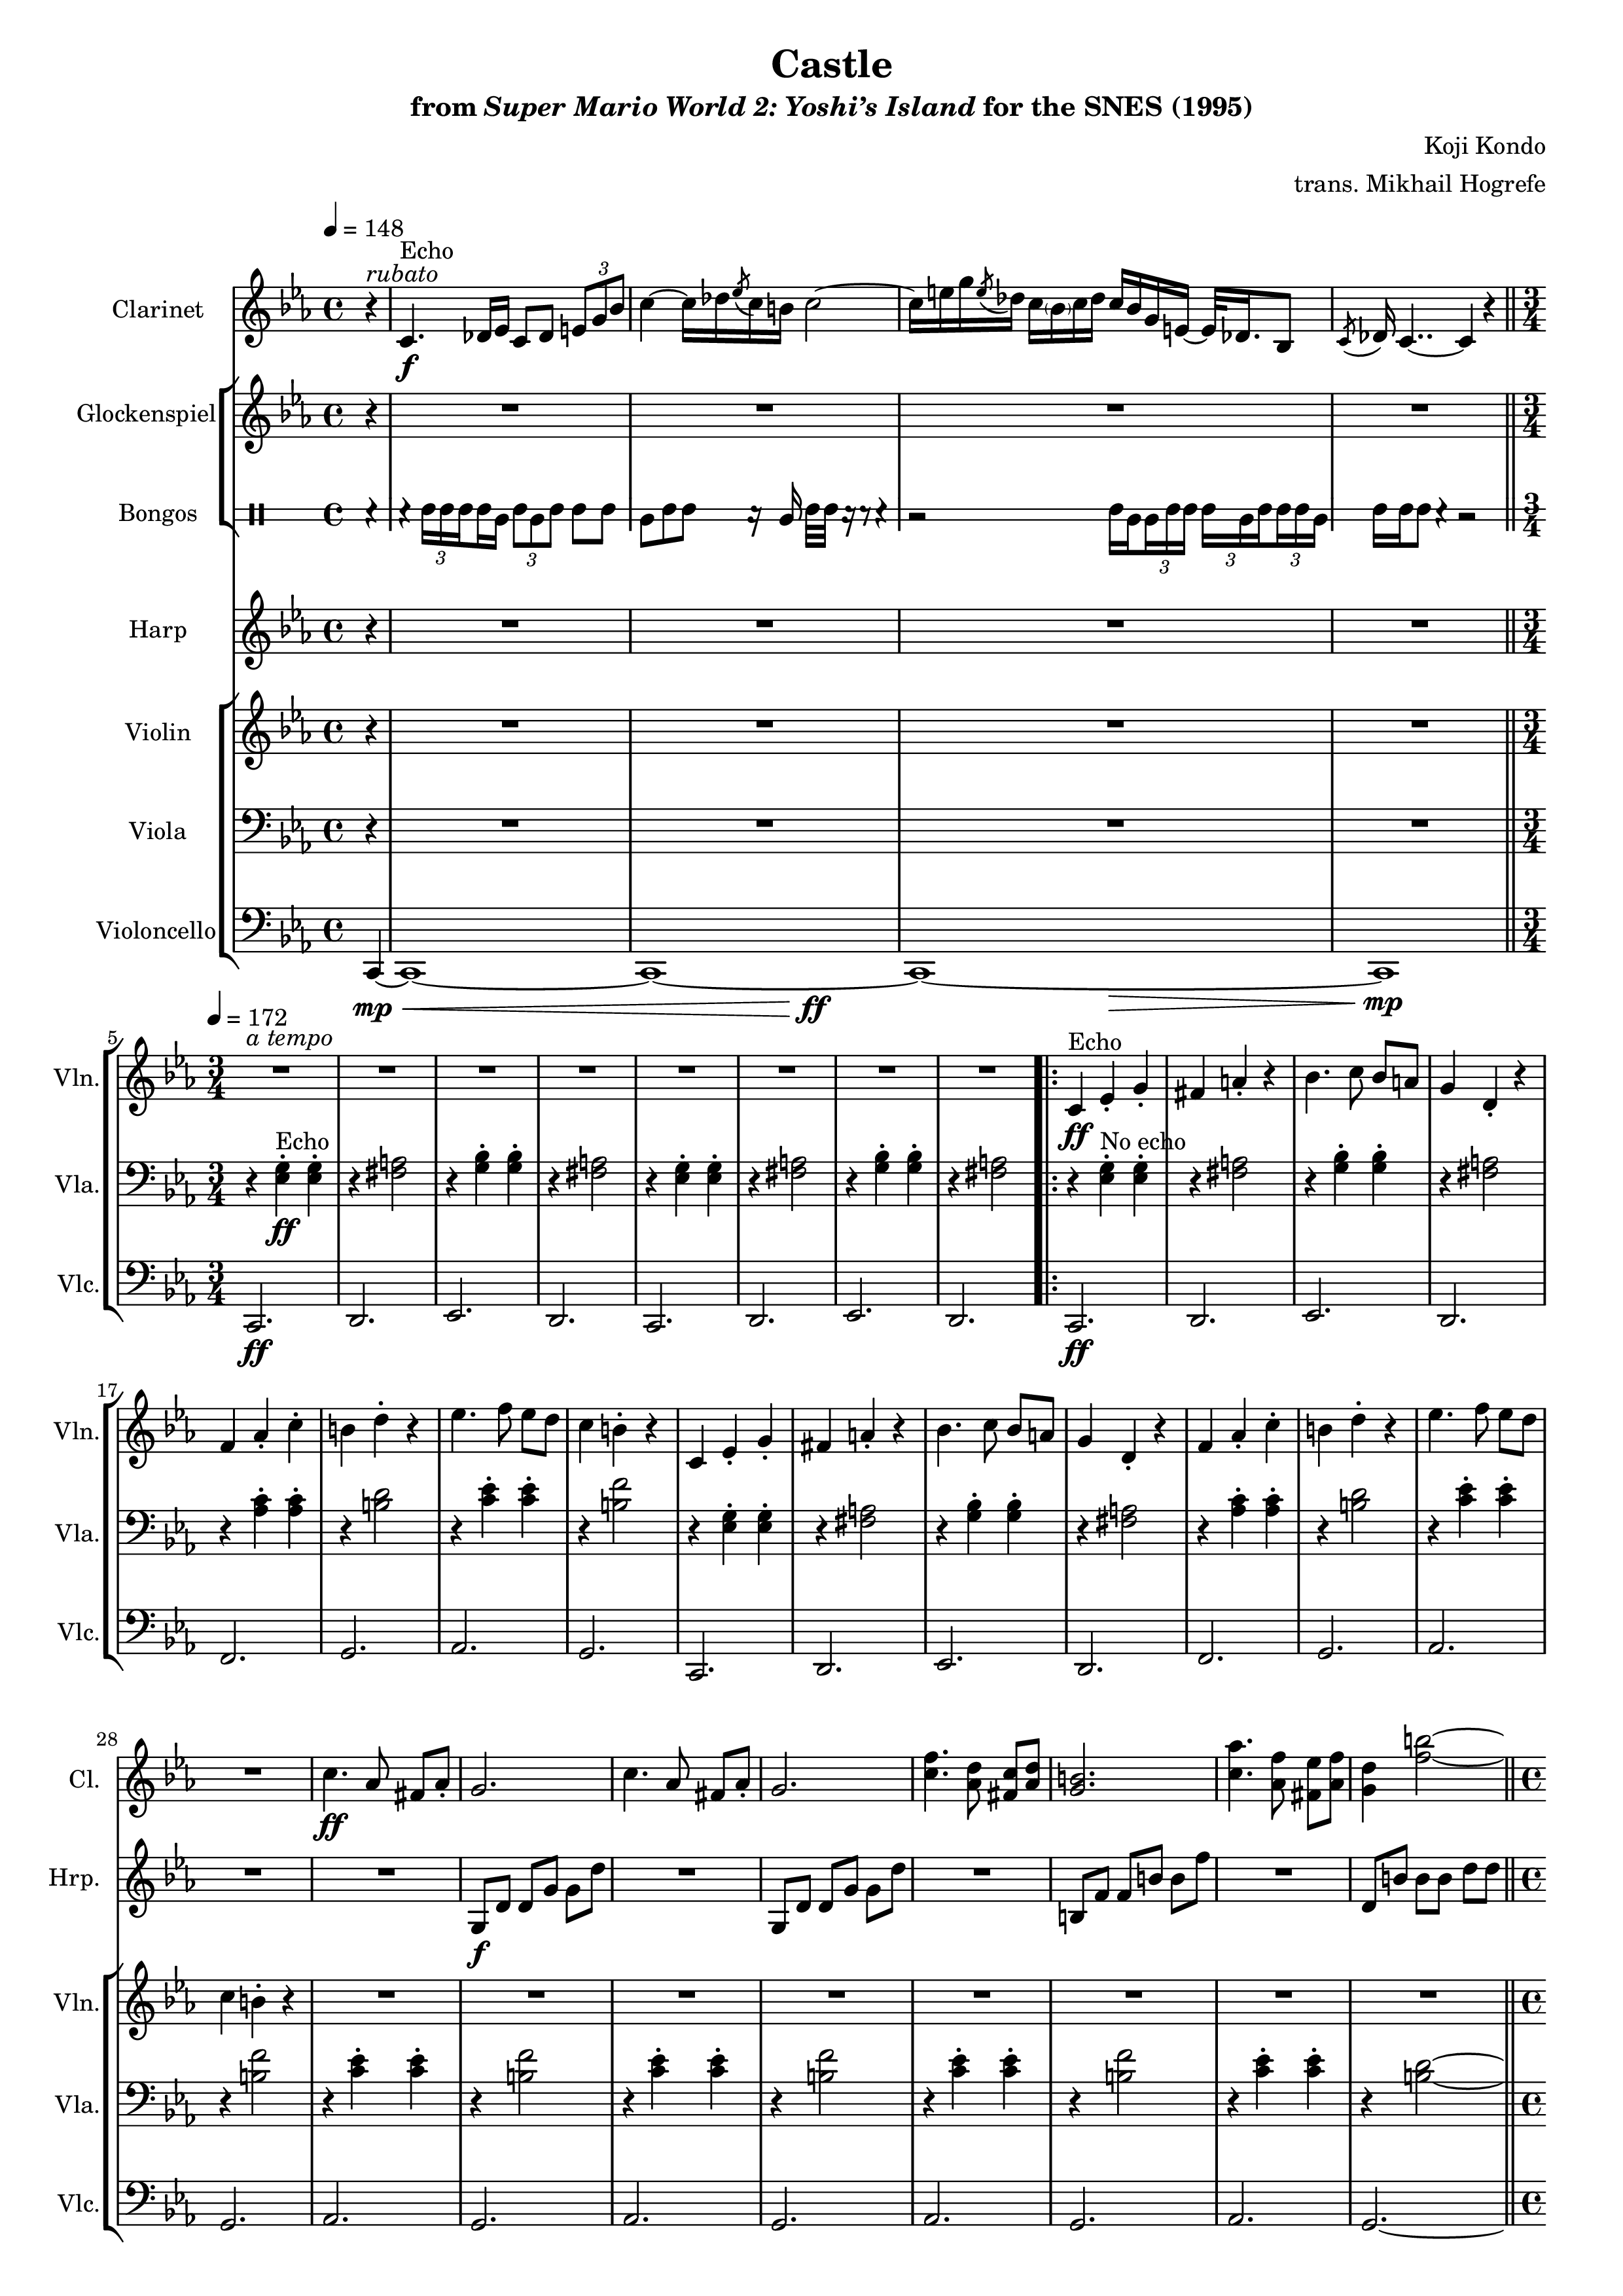 Castle
from Super Mario World 2: Yoshi’s Island for the SNES (1995)
Koji Kondo
trans. Mikhail Hogrefe
= 148
Echo
rubato
Clarinet
3
f
Glockenspiel
Bongos
3 3 3 3 3
Harp
Violin
Viola
Violoncello
mp ff mp
= 172
5 a tempo Echo
Vln.
ff
Echo No echo
Vla.
ff
Vlc.
ff ff
17
Vln.
Vla.
Vlc.
28
Cl.
ff
Hrp.
f
Vln.
Vla.
Vlc.